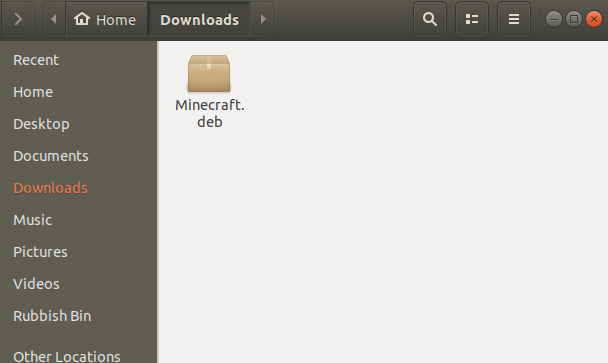 Home
Downloads
Recent
Home
Desktop
Documents
Downloads
Music
Pictures
Videos
Rubbish Bin
Other Locations
Minecraft.
deb